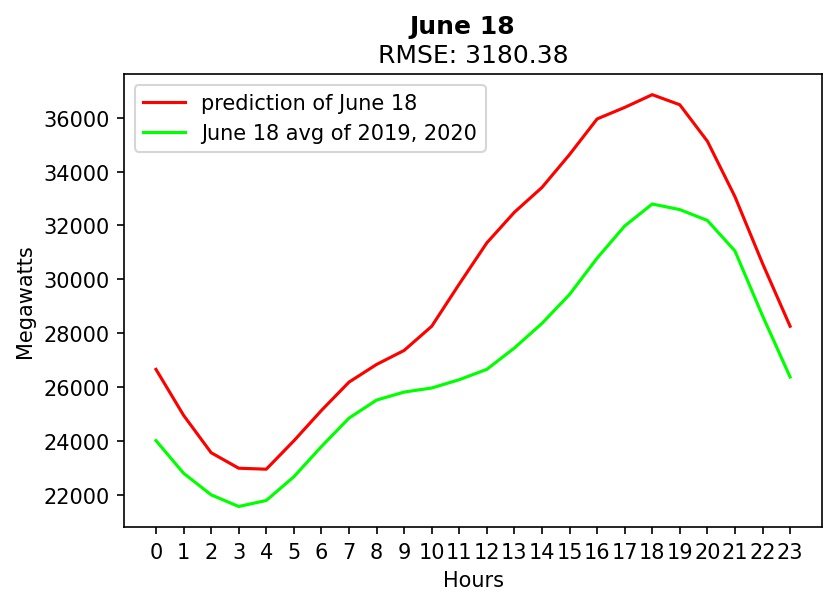 June 18
RMSE: 3180.38
prediction of June 18
June 18 avg of 2019, 2020
36000
34000
32000
30000
28000
26000
24000
22000
Megawatts
0 1 2 3 4 5 6 7 8 9 10 11 12 13 14 15 16 17 18 19 20 21 22 23
Hours